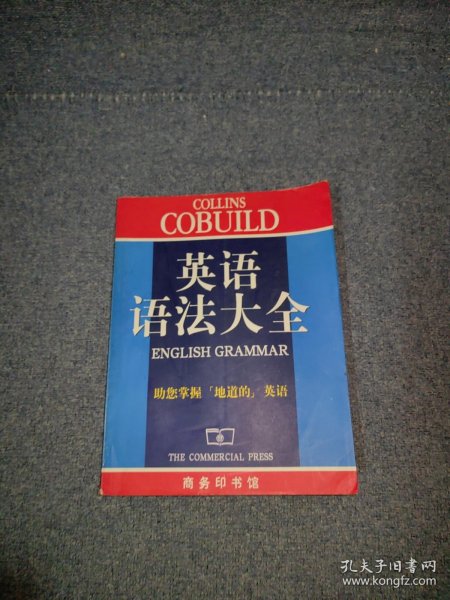 COLLINS
COBUILD
英语
语法大全
ENGLISH GRAMMAR
助您掌握「地道的」英语
THE COMMERCIAL PRESS
商务印书馆
孔夫子旧书网
www.kongfz.com